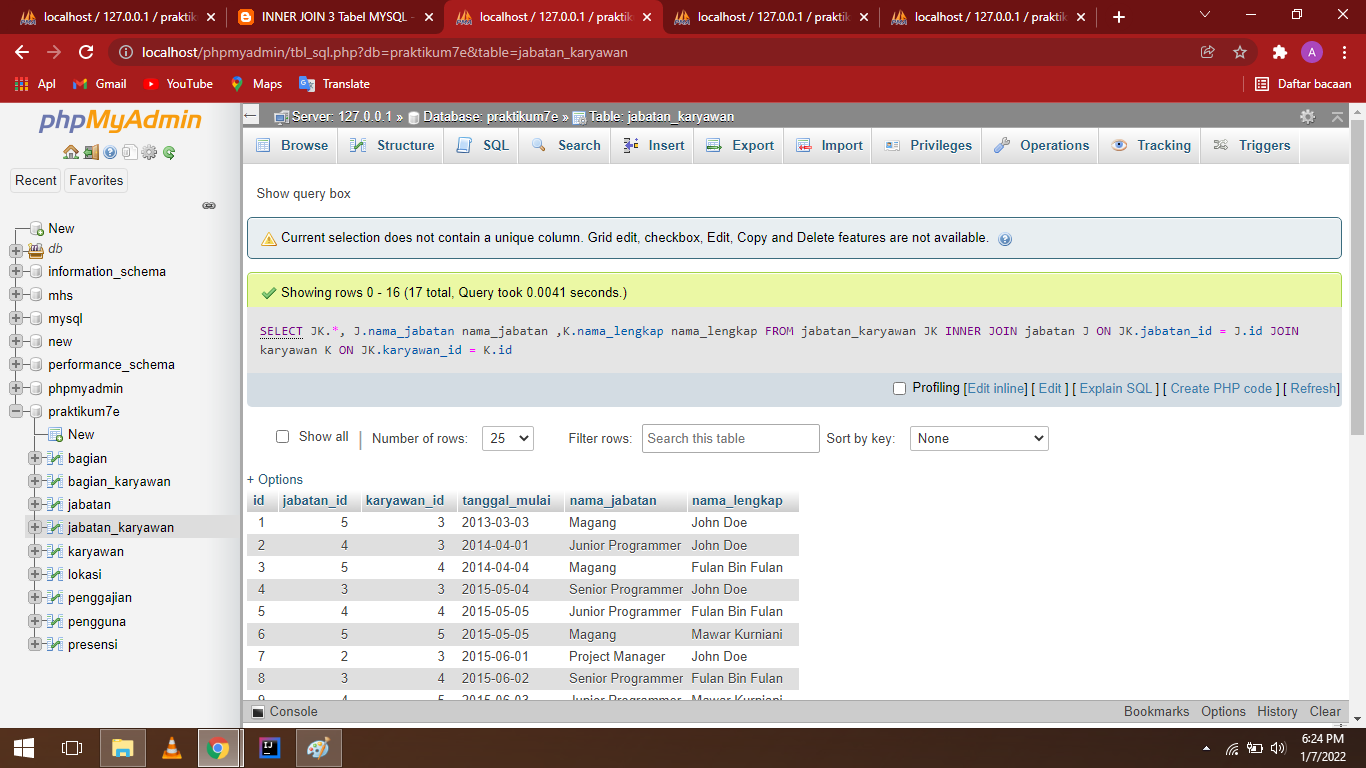 localhost / 127.0.0.1 / praktik
INNER JOIN 3 Tabel MYSQL -
localhost / 127.0.0.1 / praktik
localhost / 127.0.0.1 / praktik
localhost / 127.0.0.1 / praktik
localhost/phpmyadmin/tbl_sql.php?db=praktikum7e&table=jabatan_karyawan
A
Apl
Gmail
YouTube
Maps
Translate
Daftar bacaan
phpMyAdmin
Recent
Favorites
New
db
information_schema
mhs
mysql
new
performance_schema
phpmyadmin
praktikum7e
New
bagian
bagian_karyawan
jabatan
jabatan_karyawan
karyawan
lokasi
penggajian
pengguna
presensi
Server: 127.0.0.1 » Database: praktikum7e » Table: jabatan_karyawan
Browse Structure SQL Search Insert Export Import Privileges Operations Tracking Triggers
Show query box
Current selection does not contain a unique column. Grid edit, checkbox, Edit, Copy and Delete features are not available.
Showing rows 0 - 16 (17 total, Query took 0.0041 seconds.)
SELECT JK.*, J.nama_jabatan nama_jabatan ,K.nama_lengkap nama_lengkap FROM jabatan_karyawan JK INNER JOIN jabatan J ON JK.jabatan_id = J.id JOIN
karyawan K ON JK.karyawan_id = K.id
Profiling [Edit inline] [ Edit ] [ Explain SQL ] [ Create PHP code ] [ Refresh]
Show all | Number of rows: 25 Filter rows: Search this table Sort by key: None
+ Options
id jabatan_id karyawan_id tanggal_mulai nama_jabatan nama_lengkap
1 5 3 2013-03-03 Magang John Doe
2 4 3 2014-04-01 Junior Programmer John Doe
3 5 4 2014-04-04 Magang Fulan Bin Fulan
4 3 3 2015-05-04 Senior Programmer John Doe
5 4 4 2015-05-05 Junior Programmer Fulan Bin Fulan
6 5 5 2015-05-05 Magang Mawar Kurniani
7 2 3 2015-06-01 Project Manager John Doe
8 3 4 2015-06-02 Senior Programmer Fulan Bin Fulan
9 4 5 2015-06-03 Junior Programmer Mawar Kurniani
Console
Bookmarks Options History Clear
6:24 PM
1/7/2022